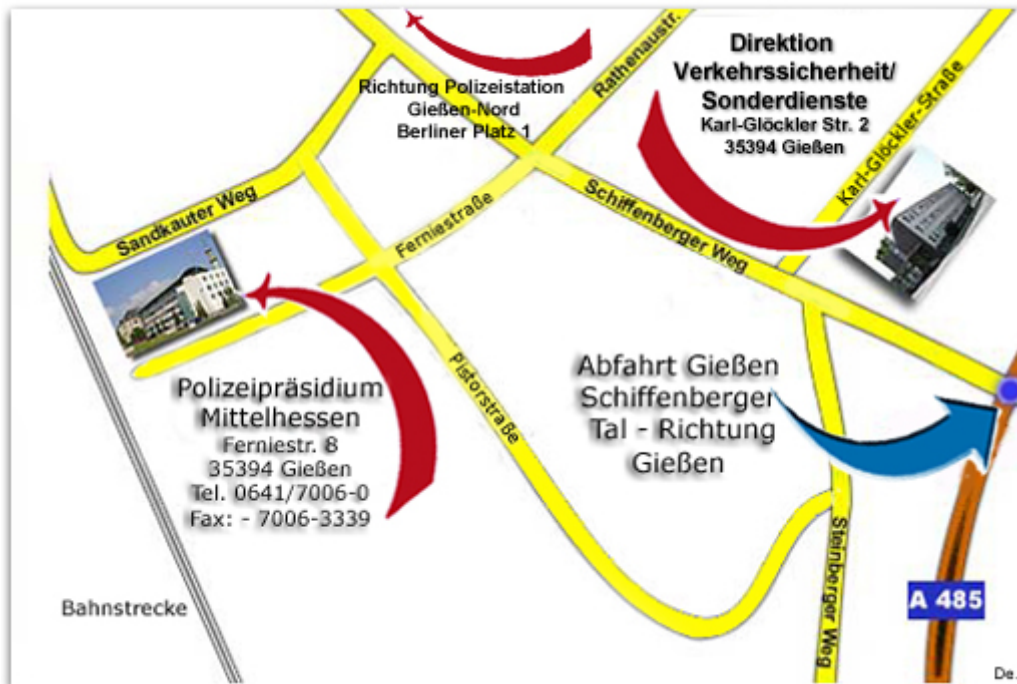 Richtung Polizeistation
Gießen-Nord
Berliner Platz 1
Rathenaustr.
Direktion
Verkehrssicherheit/
Sonderdienste
Karl-Glöckler Str. 2
35394 Gießen
Karl-Glöckler-Straße
Sandkauter Weg
Ferniestraße
Schiffenberger Weg
Pistorstraße
Polizeipräsidium
Mittelhessen
Ferniestr. 8
35394 Gießen
Tel. 0641/7006-0
Fax: - 7006-3339
Abfahrt Gießen
Schiffenberger
Tal - Richtung
Gießen
Steinberger Weg
Bahnstrecke
A 485
De.